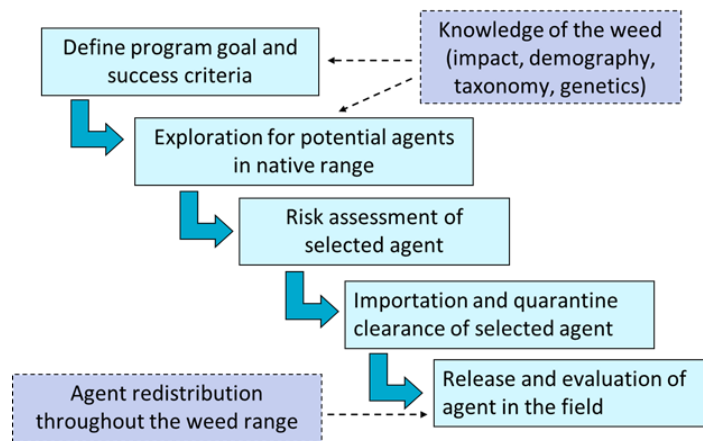 Define program goal and
success criteria
Knowledge of the weed
(impact, demography,
taxonomy, genetics)
Exploration for potential agents
in native range
Risk assessment of
selected agent
Importation and quarantine
clearance of selected agent
Agent redistribution
throughout the weed range
Release and evaluation of
agent in the field